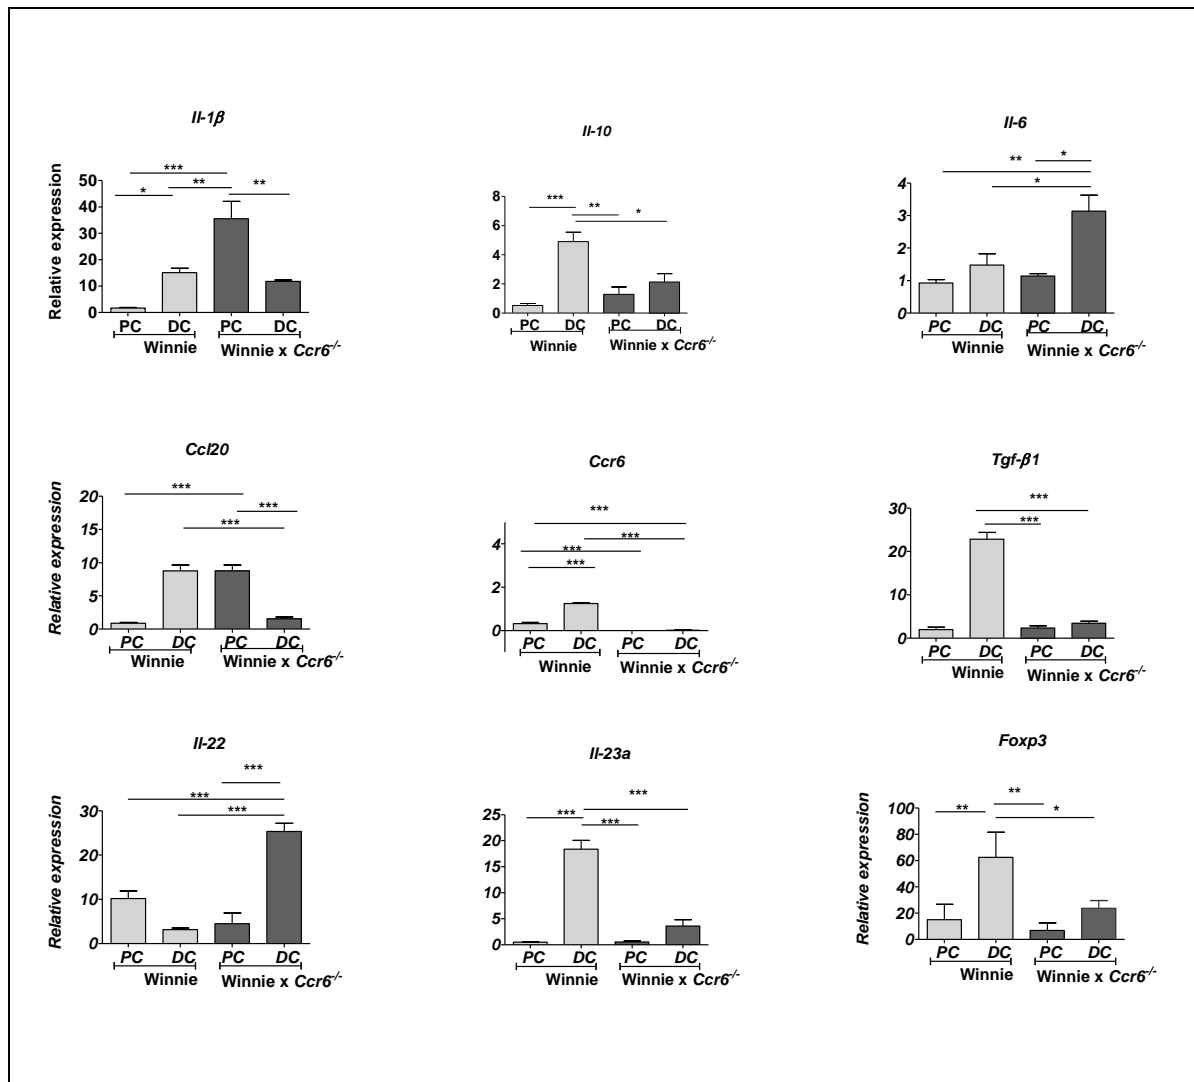 Il-1β
Relative expression
50
40
30
20
10
0
***
*
**
**
PC DC PC DC
Winnie Winnie x Ccr6-/-
Il-10
8
6
4
2
0
***
**
*
PC DC PC DC
Winnie Winnie x Ccr6-/-
Il-6
4
3
2
1
0
** *
*
PC DC PC DC
Winnie Winnie x Ccr6-/-
Ccl20
Relative expression
20
15
10
5
0
***
***
***
PC DC PC DC
Winnie Winnie x Ccr6-/-
Ccr6
4
2
0
***
***
***
***
PC DC PC DC
Winnie Winnie x Ccr6-/-
Tgf-β1
30
20
10
0
***
***
PC DC PC DC
Winnie Winnie x Ccr6-/-
Il-22
Relative expression
30
20
10
0
***
***
***
PC DC PC DC
Winnie Winnie x Ccr6-/-
Il-23a
25
20
15
10
5
0
***
***
***
PC DC PC DC
Winnie Winnie x Ccr6-/-
Foxp3
Relative expression
100
80
60
40
20
0
**
**
*
PC DC PC DC
Winnie Winnie x Ccr6-/-